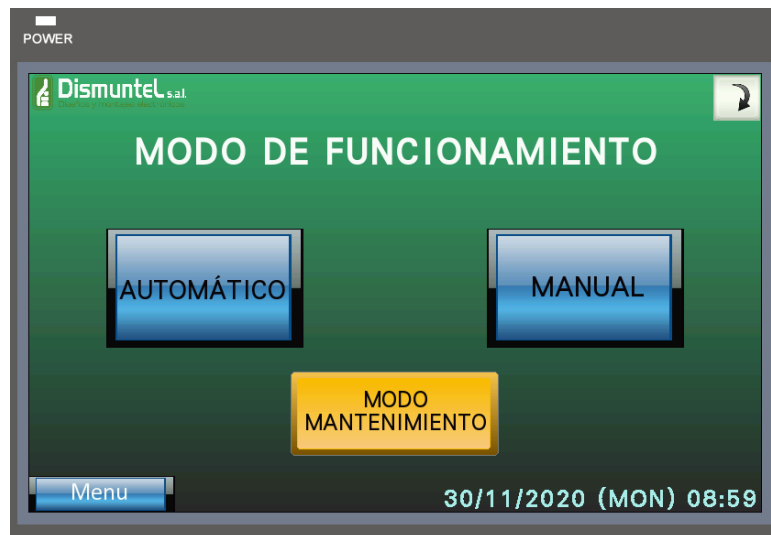 POWER
Dismuntel s.a.l.
MODO DE FUNCIONAMIENTO
AUTOMÁTICO
MANUAL
MODO
MANTENIMIENTO
Menu
30/11/2020 (MON) 08:59